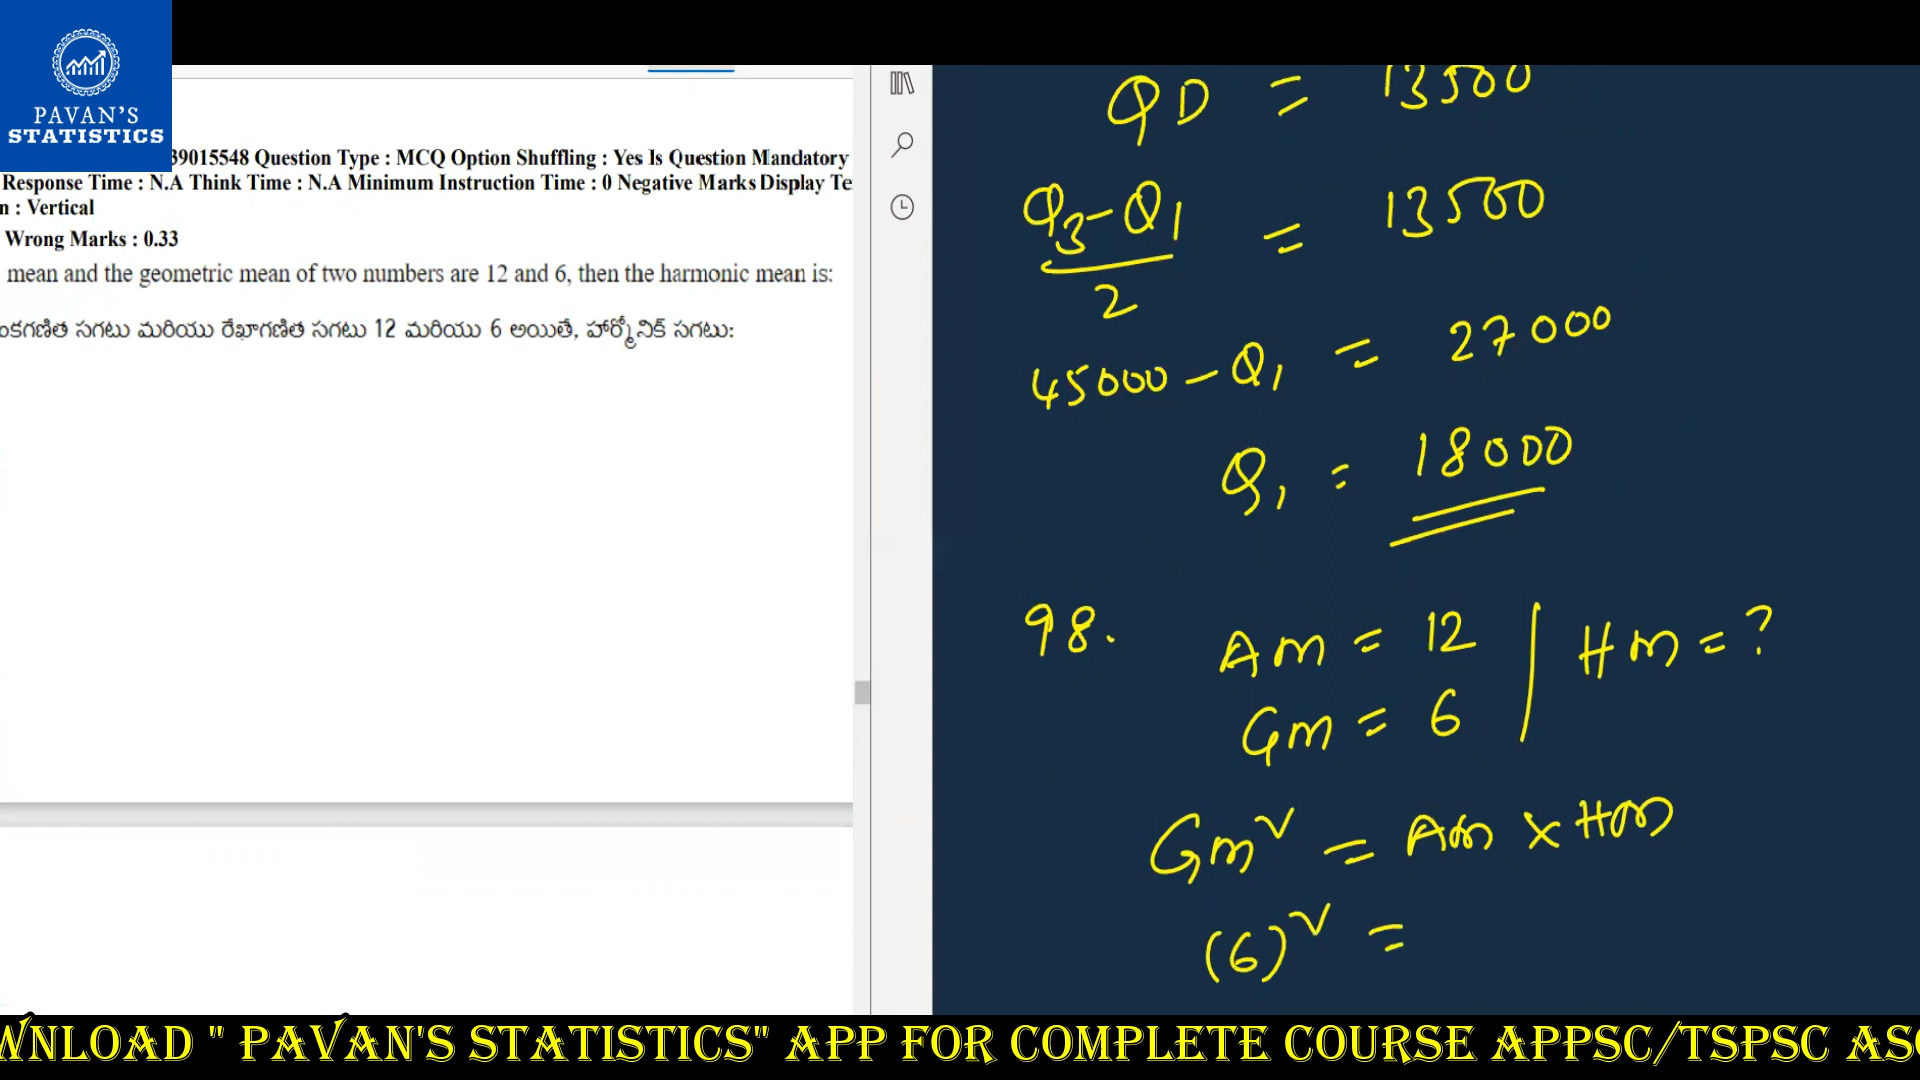 PAVAN'S
STATISTICS
39015548 Question Type : MCQ Option Shuffling : Yes Is Question Mandatory
Response Time : N.A Think Time : N.A Minimum Instruction Time : 0 Negative Marks Display Te
n : Vertical
Wrong Marks : 0.33
mean and the geometric mean of two numbers are 12 and 6, then the harmonic mean is:
ంకగణిత సగటు మరియు రేఖాగణిత సగటు 12 మరియు 6 అయితే, హార్మోనిక్ సగటు:
QD = 13500
Q3-Q1
2
= 13500
45000 - Q1 = 27000
Q1 = 18000
98. AM = 12 | HM = ?
GM = 6
GM² = AM x HM
(6)² =
WNLOAD " PAVAN'S STATISTICS" APP FOR COMPLETE COURSE APPSC/TSPSC ASO